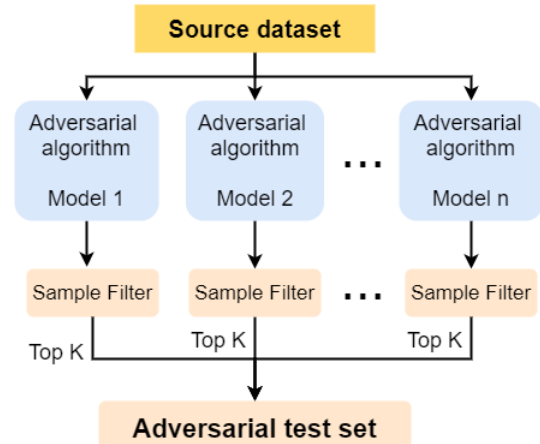 Source dataset
Adversarial
algorithm
Model 1
Adversarial
algorithm
Model 2
...
Adversarial
algorithm
Model n
Sample Filter
Sample Filter
...
Sample Filter
Top K
Top K
Top K
Adversarial test set